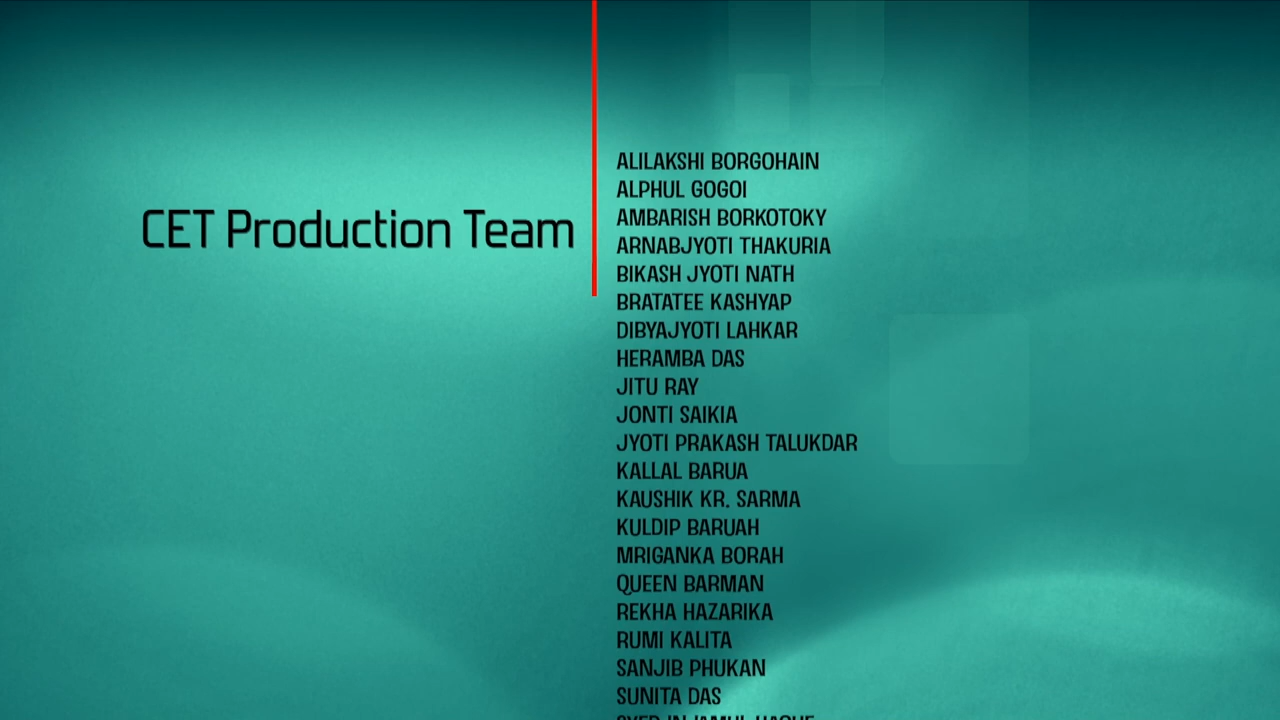 CET Production Team
ALILAKSHI BORGOHAIN
ALPHUL GOGOI
AMBARISH BORKOTOKY
ARNABJYOTI THAKURIA
BIKASH JYOTI NATH
BRATATEE KASHYAP
DIBYAJYOTI LAHKAR
HERAMBA DAS
JITU RAY
JONTI SAIKIA
JYOTI PRAKASH TALUKDAR
KALLAL BARUA
KAUSHIK KR. SARMA
KULDIP BARUAH
MRIGANKA BORAH
QUEEN BARMAN
REKHA HAZARIKA
RUMI KALITA
SANJIB PHUKAN
SUNITA DAS